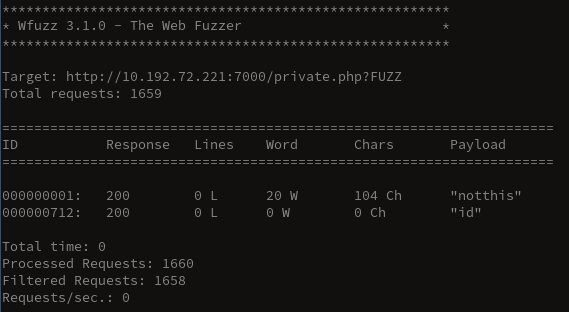 ********************************************************
* Wfuzz 3.1.0 - The Web Fuzzer                         *
********************************************************
Target: http://10.192.72.221:7000/private.php?FUZZ
Total requests: 1659
=====================================================================
ID           Response   Lines    Word       Chars       Payload
=====================================================================
000000001:   200        0 L      20 W       104 Ch      "notthis"
000000712:   200        0 L      0 W        0 Ch        "id"
Total time: 0
Processed Requests: 1660
Filtered Requests: 1658
Requests/sec.: 0